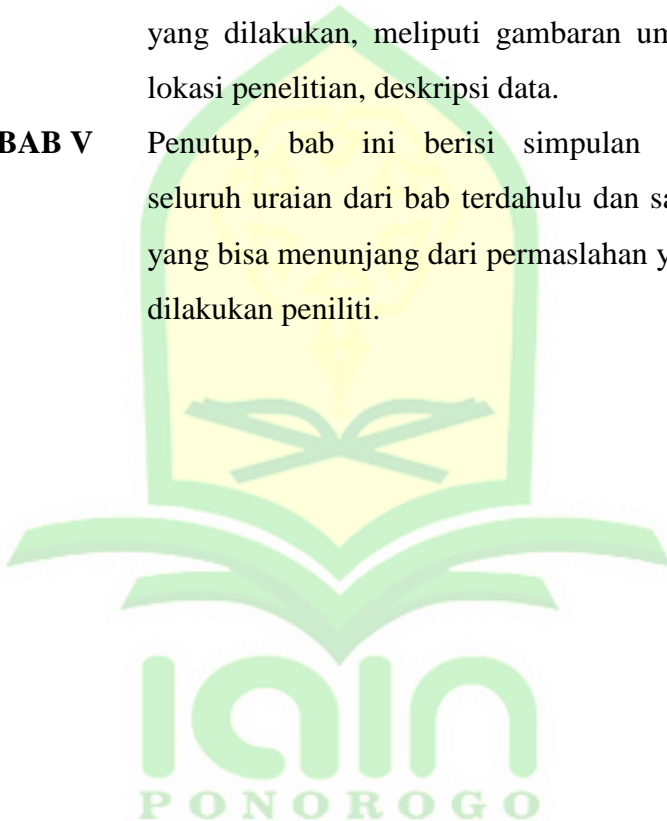 yang dilakukan, meliputi gambaran um
lokasi penelitian, deskripsi data.
BAB V Penutup, bab ini berisi simpulan
seluruh uraian dari bab terdahulu dan sa
yang bisa menunjang dari permaslahan y
dilakukan peniliti.
iain
PONOROGO